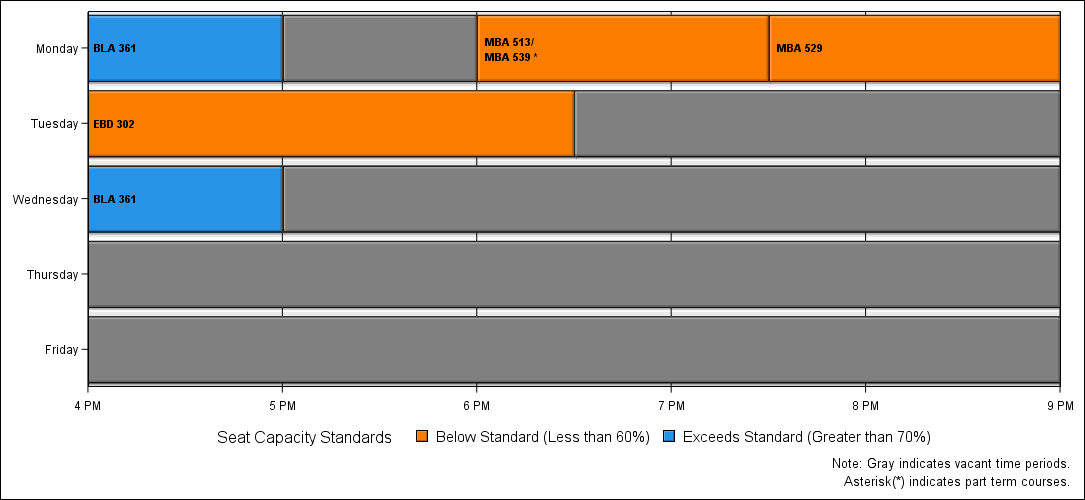 Monday
BLA 361
MBA 513/
MBA 539 *
MBA 529
Tuesday
EBD 302
Wednesday
BLA 361
Thursday
Friday
4 PM 5 PM 6 PM 7 PM 8 PM 9 PM
Seat Capacity Standards Below Standard (Less than 60%) Exceeds Standard (Greater than 70%)
Note: Gray indicates vacant time periods.
Asterisk(*) indicates part term courses.